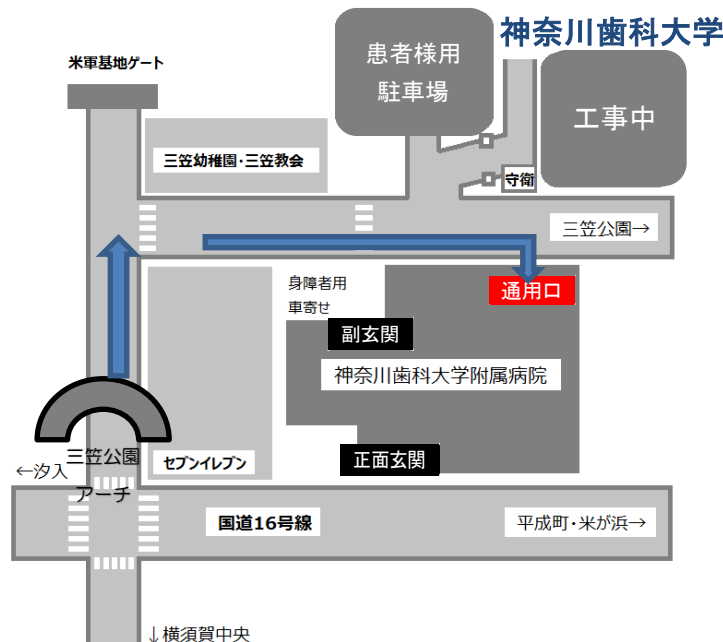 神奈川歯科大学
患者様用
駐車場
米軍基地ゲート
工事中
三笠幼稚園・三笠教会
守衛
三笠公園→
身障者用
車寄せ
通用口
副玄関
神奈川歯科大学附属病院
三笠公園
アーチ
セブンイレブン
正面玄関
←汐入
国道16号線
平成町・米が浜→
↓横須賀中央